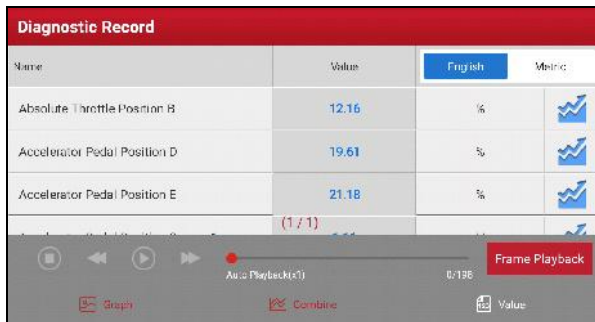 Diagnostic Record
Name Value English Metric
Absolute Throttle Position B 12.16 %
Accelerator Pedal Position D 19.61 %
Accelerator Pedal Position E 21.18 %
(1 / 1)
Auto Playback(x1) 0/198 Frame Playback
Graph Combine Value